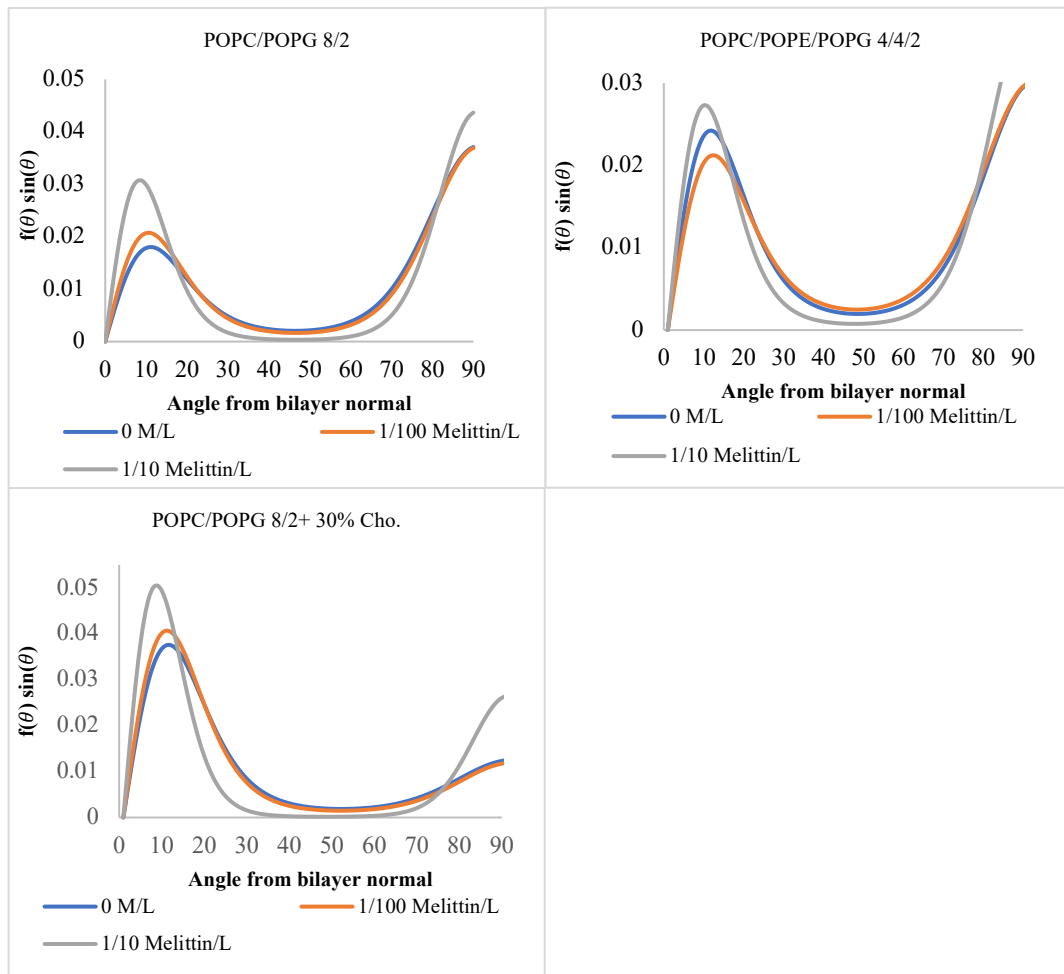 POPC/POPG 8/2
0.05
0.04
0.03
0.02
0.01
0
f(θ) sin(θ)
0 10 20 30 40 50 60 70 80 90
Angle from bilayer normal
0 M/L 1/100 Melittin/L
1/10 Melittin/L
POPC/POPE/POPG 4/4/2
0.03
0.02
0.01
0
f(θ) sin(θ)
0 10 20 30 40 50 60 70 80 90
Angle from bilayer normal
0 M/L 1/100 Melittin/L
1/10 Melittin/L
POPC/POPG 8/2+ 30% Cho.
0.05
0.04
0.03
0.02
0.01
0
f(θ) sin(θ)
0 10 20 30 40 50 60 70 80 90
Angle from bilayer normal
0 M/L 1/100 Melittin/L
1/10 Melittin/L